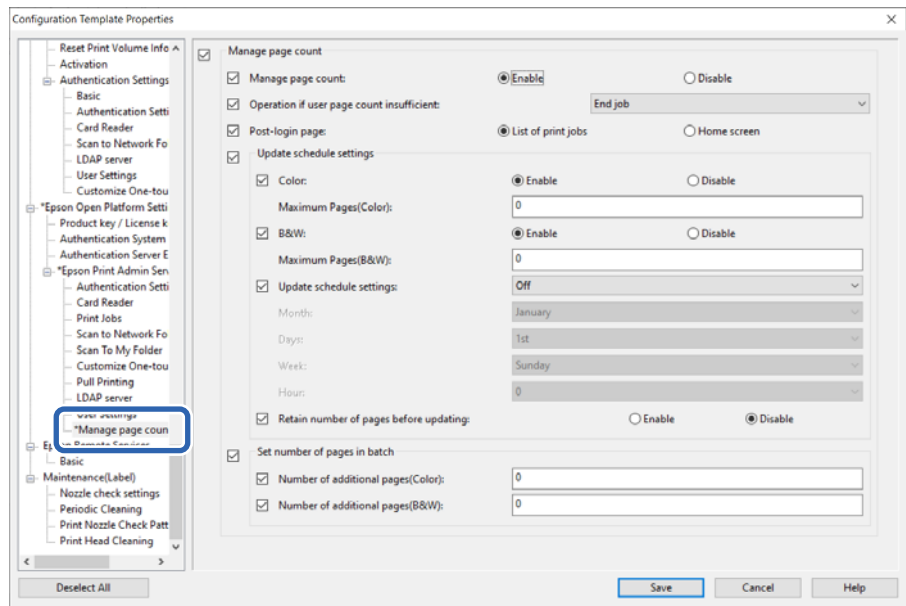 Configuration Template Properties
Reset Print Volume Info
Activation
Authentication Settings
Basic
Authentication Setti
Card Reader
Scan to Network Fo
LDAP server
User Settings
Customize One-tou
*Epson Open Platform Setti
Product key / License k
Authentication System
Authentication Server E
*Epson Print Admin Sen
Authentication Setti
Card Reader
Print Jobs
Scan to Network Fo
Scan To My Folder
Customize One-tou
Pull Printing
LDAP server
User Settings
*Manage page coun
Epson Remote Services
Basic
Maintenance(Label)
Nozzle check settings
Periodic Cleaning
Print Nozzle Check Patt
Print Head Cleaning
Manage page count
Manage page count: Enable Disable
Operation if user page count insufficient: End job
Post-login page: List of print jobs Home screen
Update schedule settings
Color: Enable Disable
Maximum Pages(Color): 0
B&W: Enable Disable
Maximum Pages(B&W): 0
Update schedule settings: Off
Month: January
Days: 1st
Week: Sunday
Hour: 0
Retain number of pages before updating: Enable Disable
Set number of pages in batch
Number of additional pages(Color): 0
Number of additional pages(B&W): 0
Deselect All Save Cancel Help